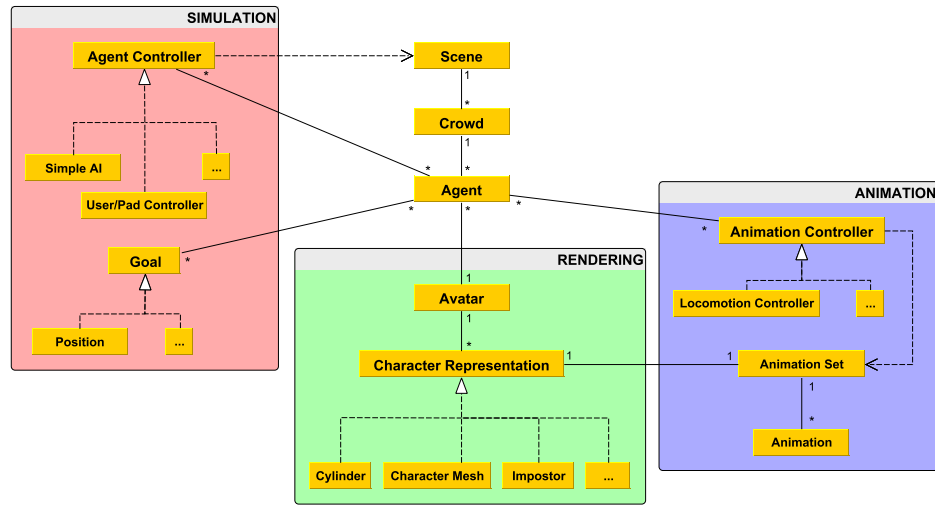 SIMULATION
Agent Controller
*
Scene
1
*
Simple AI
...
Crowd
1
User/Pad Controller
*
*
Agent
*
*
*
ANIMATION
Goal
*
*
Animation Controller
Position
...
RENDERING
1
Avatar
1
Locomotion Controller
...
*
Character Representation
1
1
Animation Set
1
*
Animation
Cylinder
Character Mesh
Impostor
...